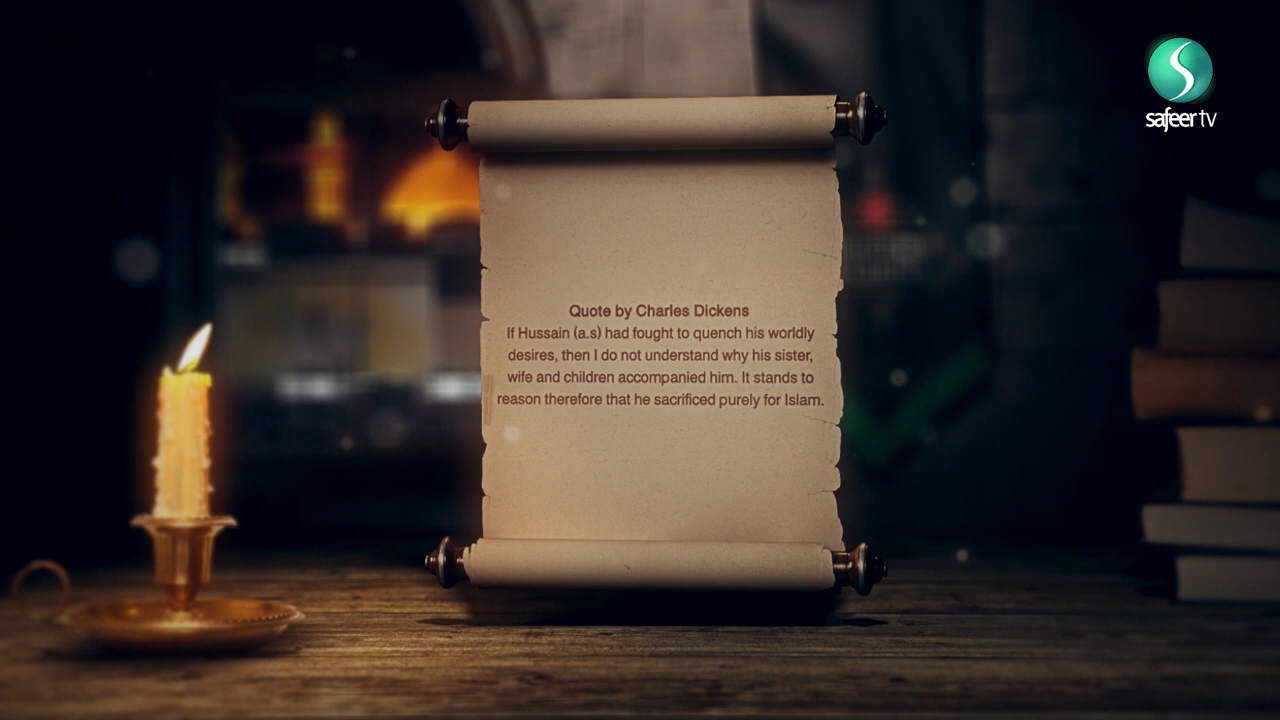 safeer tv
Quote by Charles Dickens
If Hussain (a.s) had fought to quench his worldly
desires, then I do not understand why his sister,
wife and children accompanied him. It stands to
reason therefore that he sacrificed purely for Islam.